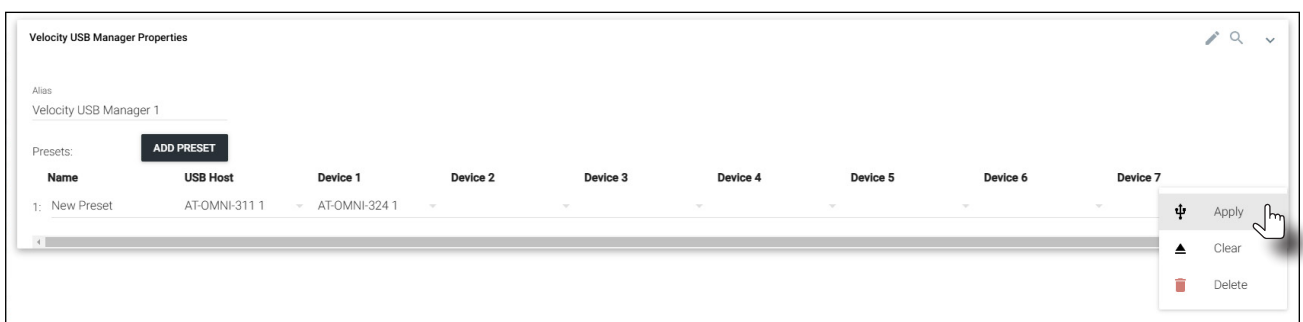 Velocity USB Manager Properties
Alias
Velocity USB Manager 1
Presets: ADD PRESET
Name USB Host Device 1 Device 2 Device 3 Device 4 Device 5 Device 6 Device 7
1: New Preset AT-OMNI-311 1 AT-OMNI-324 1
Apply
Clear
Delete